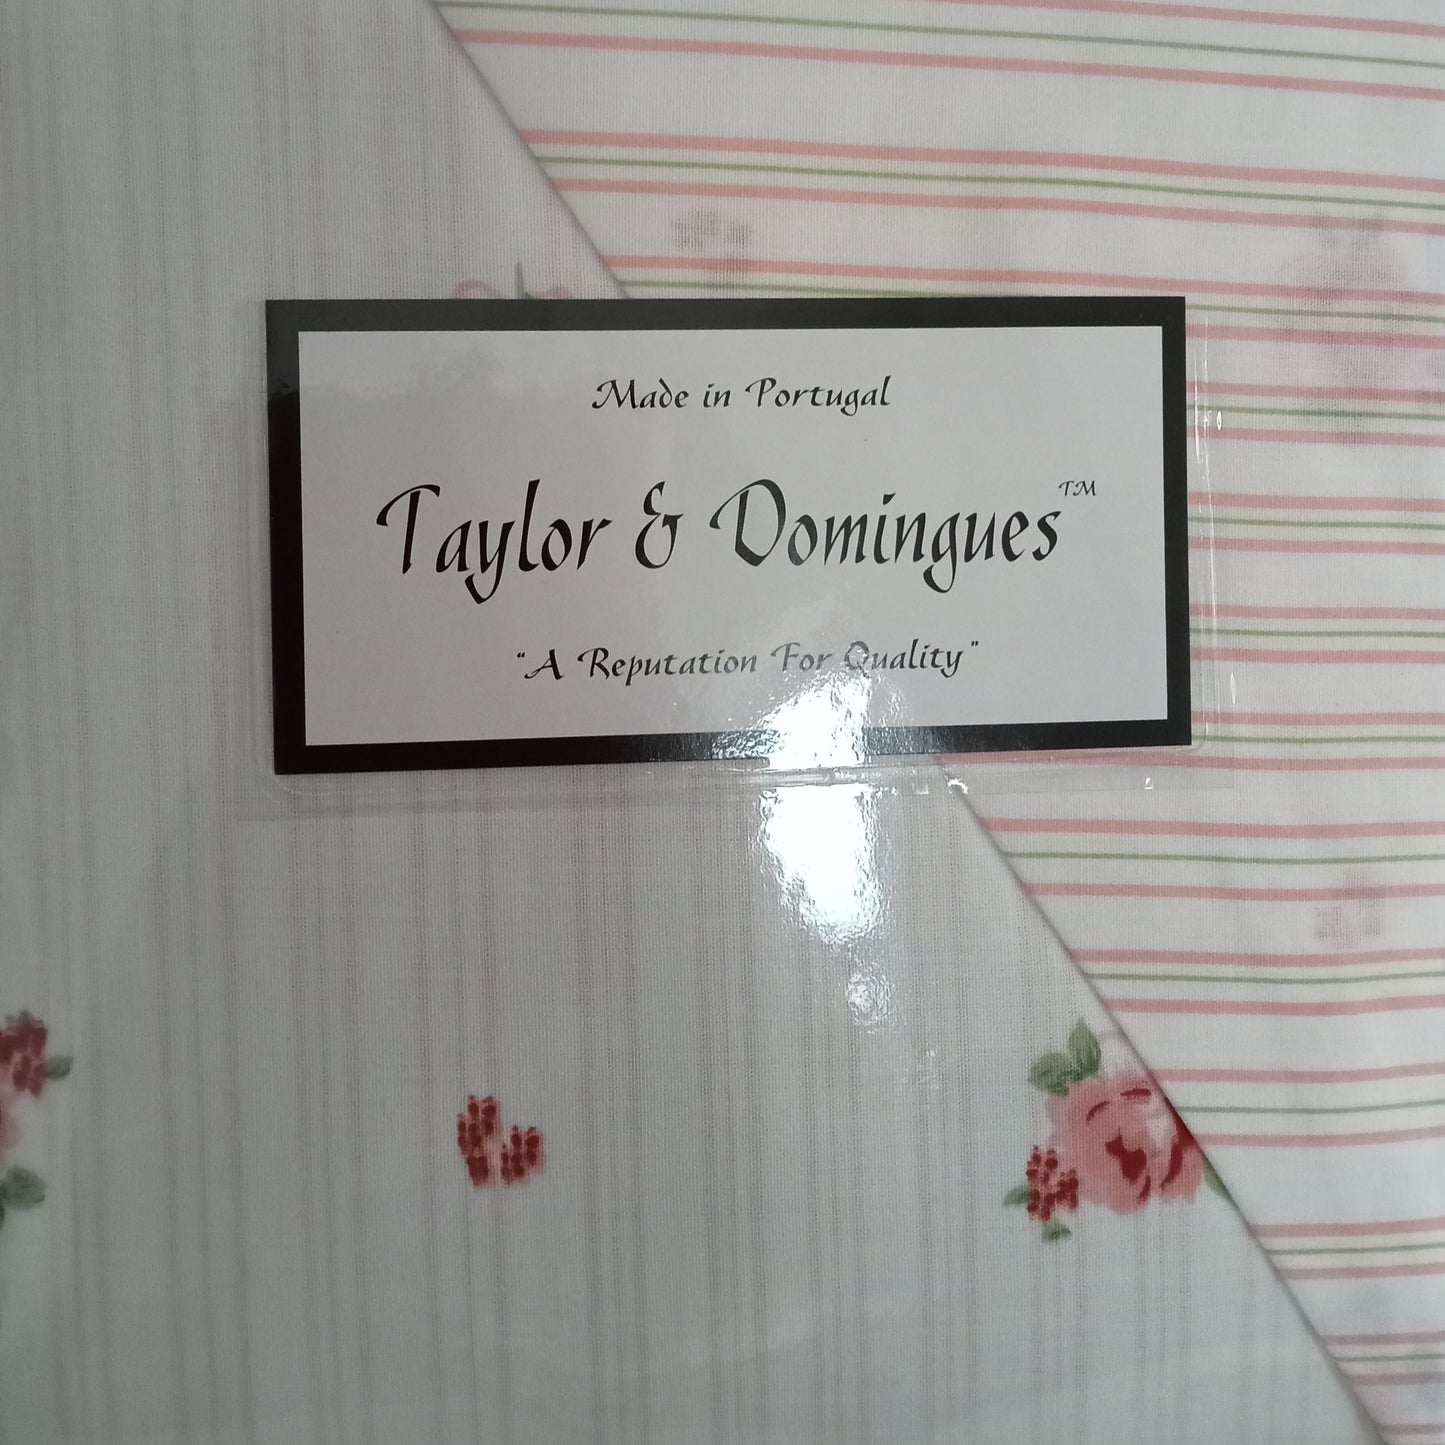 Made in Portugal
Taylor & Domingues™
"A Reputation For Quality"